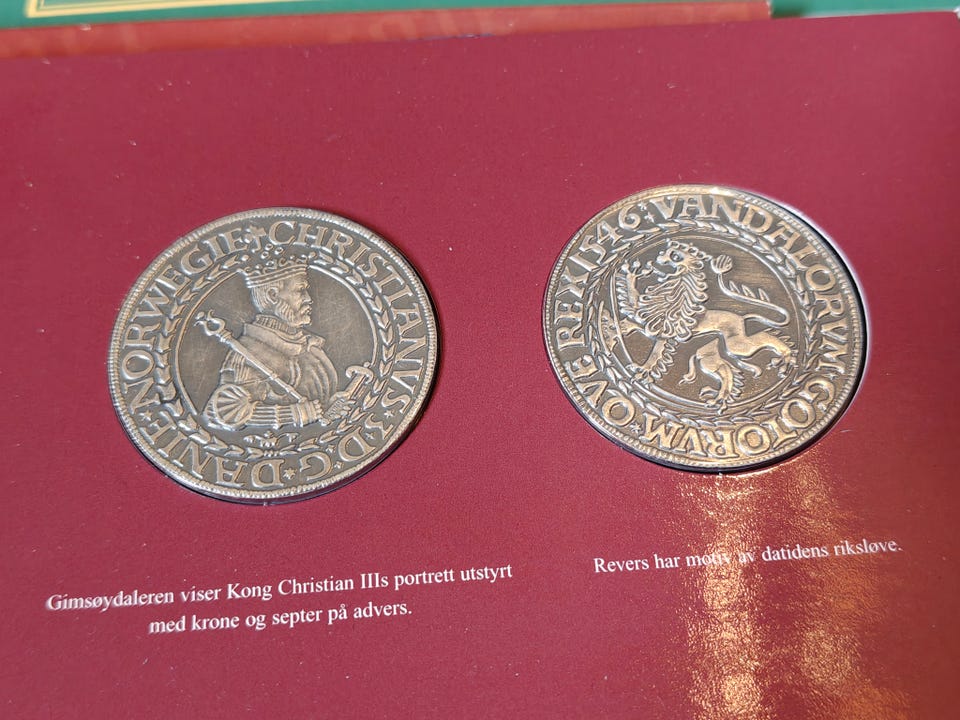 CHRISTIANVS·3·D·G·DANIE·NORWEGIE
1546·VANDALORVM GOTORVM QVE REX
Gimsøydaleren viser Kong Christian IIIs portrett utstyrt
med krone og septer på advers.
Revers har motiv av datidens riksløve.